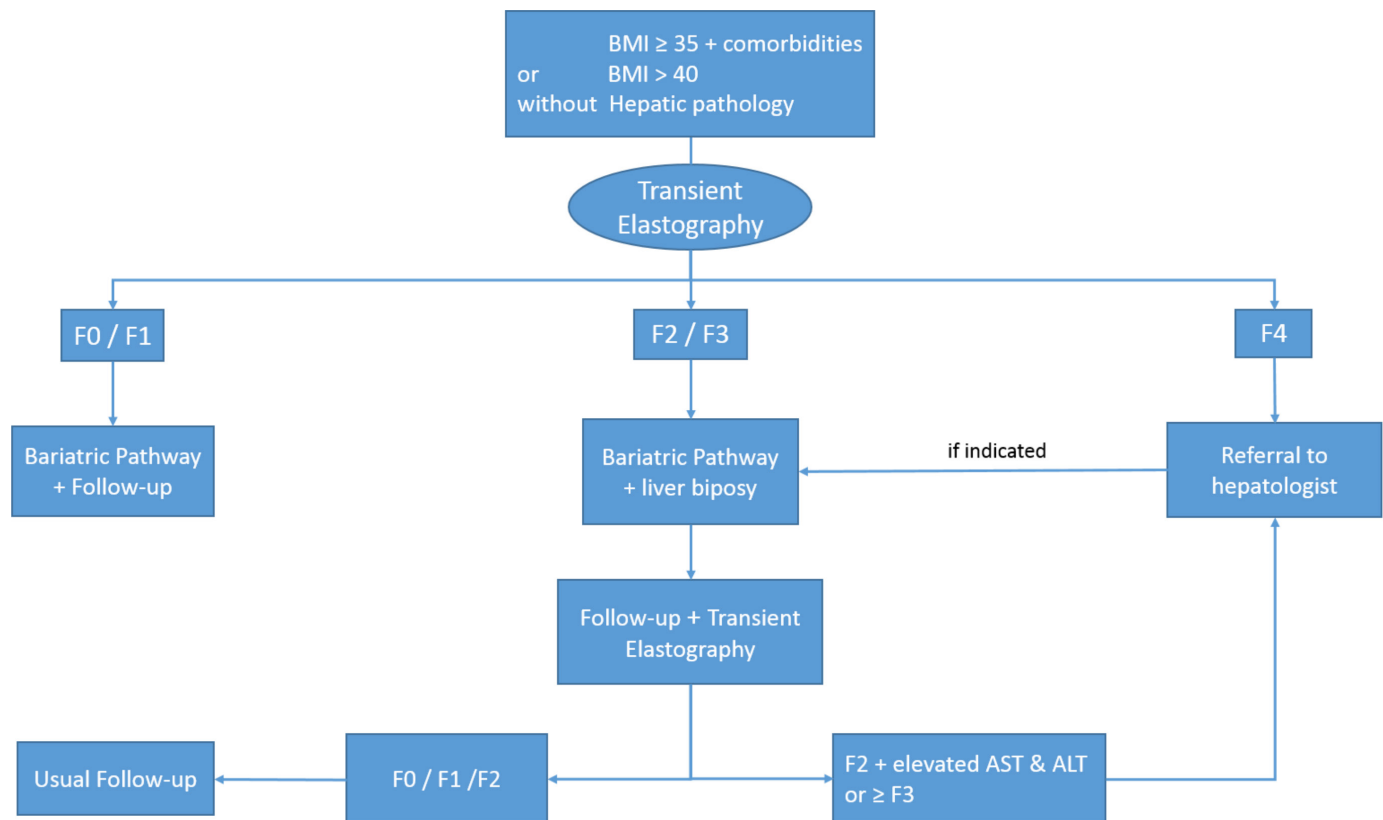 BMI ≥ 35 + comorbidities
or BMI > 40
without Hepatic pathology
Transient
Elastography
F0 / F1
F2 / F3
F4
Bariatric Pathway
+ Follow-up
Bariatric Pathway
+ liver biposy
if indicated
Referral to
hepatologist
Follow-up + Transient
Elastography
Usual Follow-up
F0 / F1 /F2
F2 + elevated AST & ALT
or ≥ F3